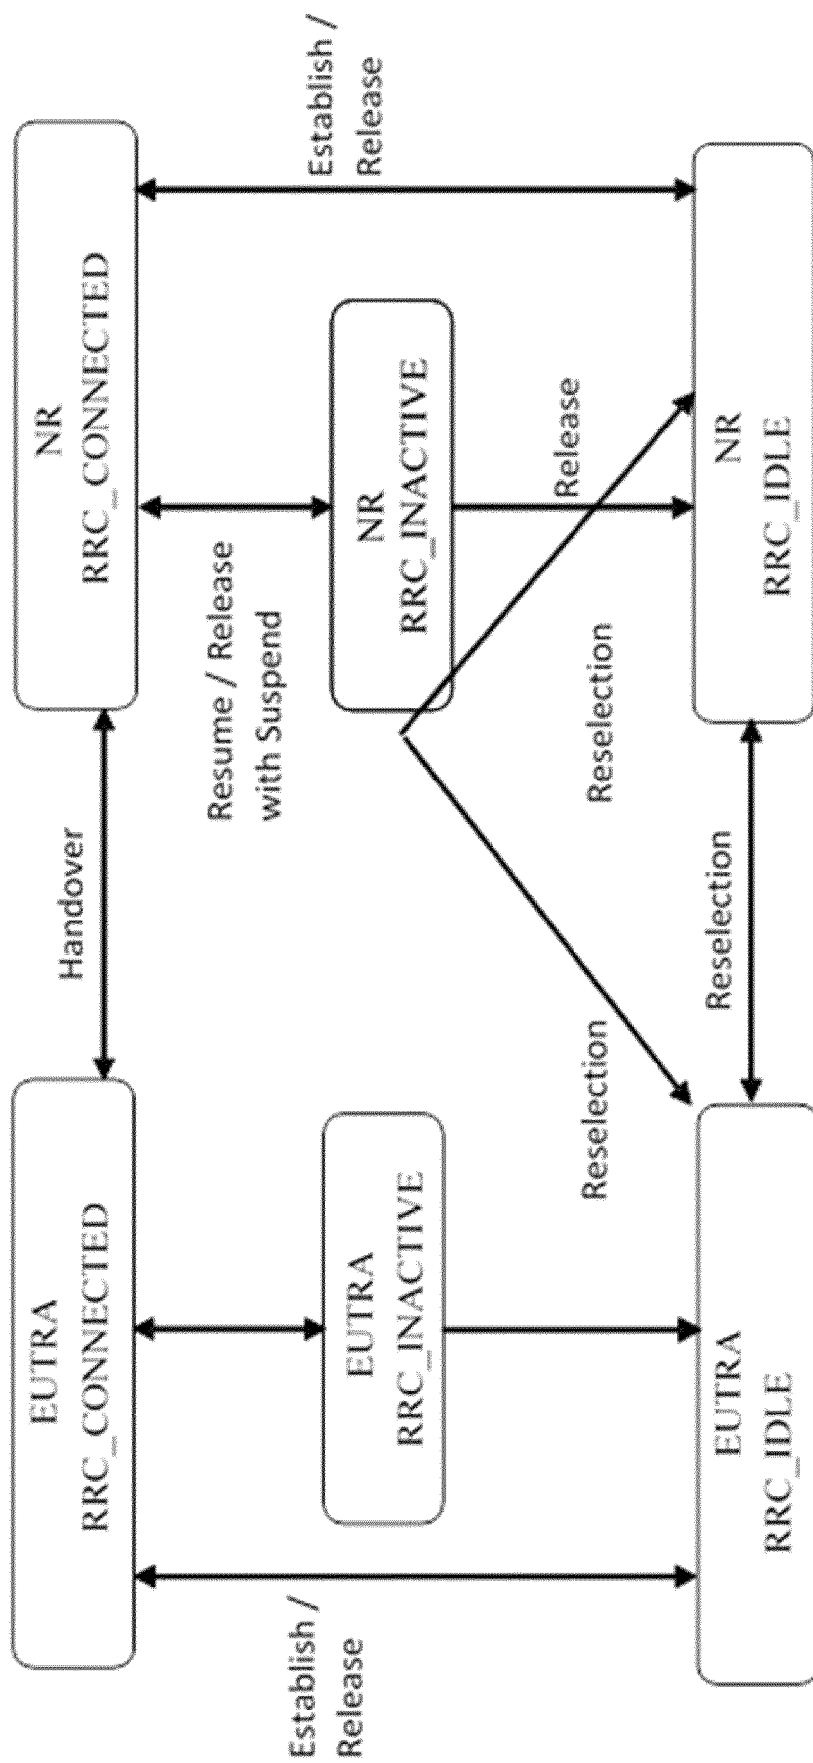 EUTRA
RRC_CONNECTED
Handover
NR
RRC_CONNECTED
Establish /
Release
Resume / Release
with Suspend
Establish /
Release
EUTRA
RRC_INACTIVE
NR
RRC_INACTIVE
Reselection
Reselection
Release
EUTRA
RRC_IDLE
Reselection
NR
RRC_IDLE